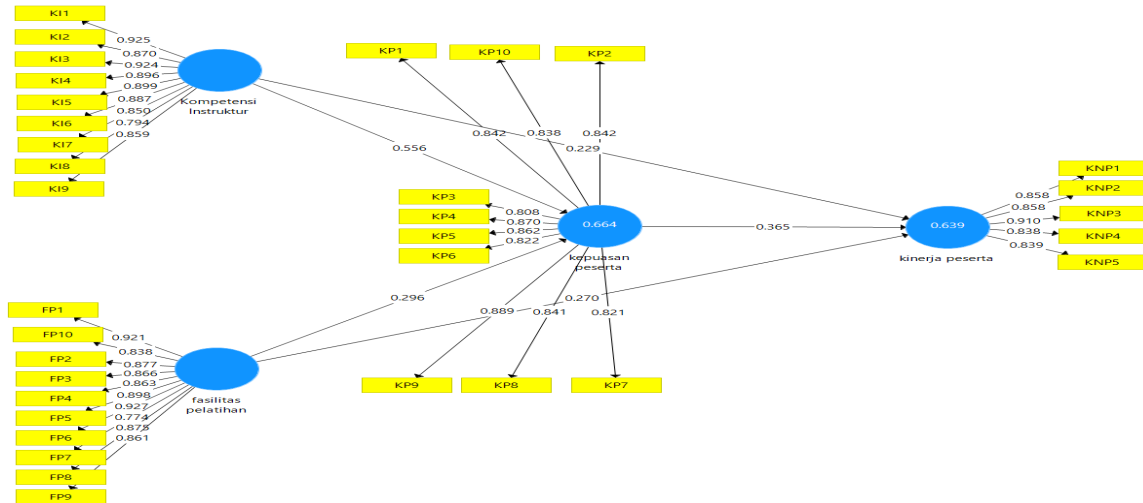 KI1
KI2
KI3
KI4
KI5
KI6
KI7
KI8
KI9
0.925
0.870
0.924
0.896
0.899
0.887
0.850
0.794
0.859
Kompetensi
Instruktur
KP1
KP10
KP2
0.842
0.838
0.842
0.556
0.229
KP3
KP4
KP5
KP6
0.808
0.870
0.862
0.822
0.664
kepuasan
peserta
0.365
0.639
kinerja peserta
KNP1
KNP2
KNP3
KNP4
KNP5
0.858
0.858
0.910
0.838
0.839
0.296
0.270
0.889
0.841
0.821
KP9
KP8
KP7
FP1
FP10
FP2
FP3
FP4
FP5
FP6
FP7
FP8
FP9
0.921
0.838
0.877
0.866
0.863
0.898
0.927
0.774
0.875
0.861
fasilitas
pelatihan